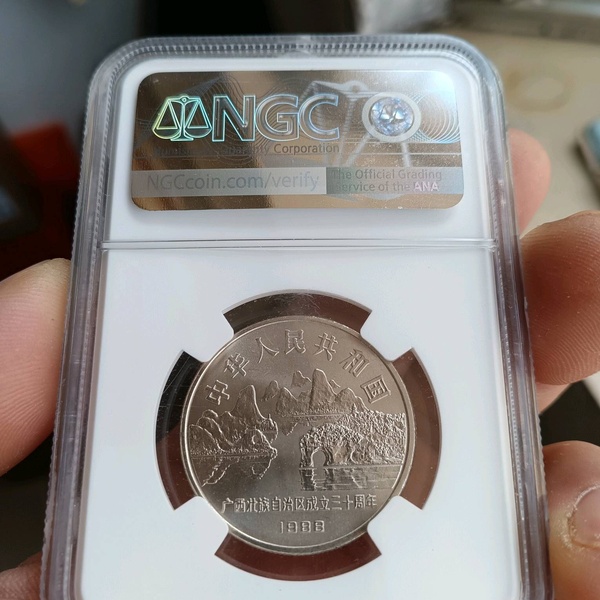 NGC
Corporation
NGCcoin.com/verify
The Official Grading
Service of the ANA
中华人民共和国
广西壮族自治区成立三十周年
1988